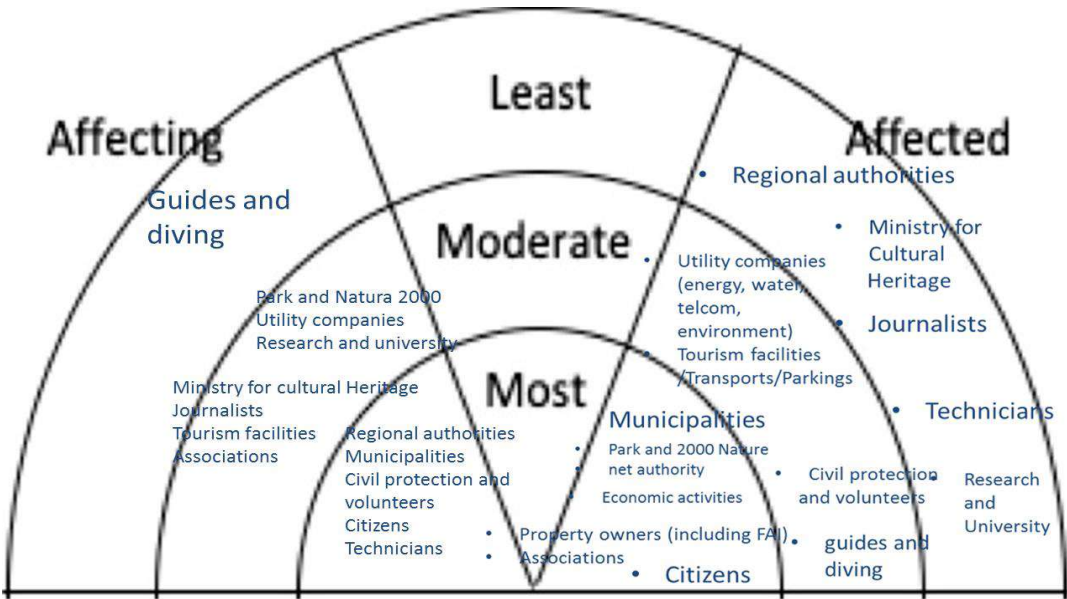 Least
Affecting
Affected
Guides and
diving
• Regional authorities
• Ministry for
Cultural
Heritage
Moderate
• Utility companies
(energy, water,
telcom,
environment)
Park and Natura 2000
Utility companies
Research and university
• Journalists
• Tourism facilities
/Transports/Parkings
Most
Ministry for cultural Heritage
Journalists
Tourism facilities
Associations
• Technicians
Municipalities
Regional authorities
Municipalities
Civil protection and
volunteers
Citizens
Technicians
• Park and 2000 Nature
net authority
• Economic activities
• Civil protection
and volunteers
• Research
and
University
• Property owners (including FAI)
• Associations
• Citizens
• guides and
diving